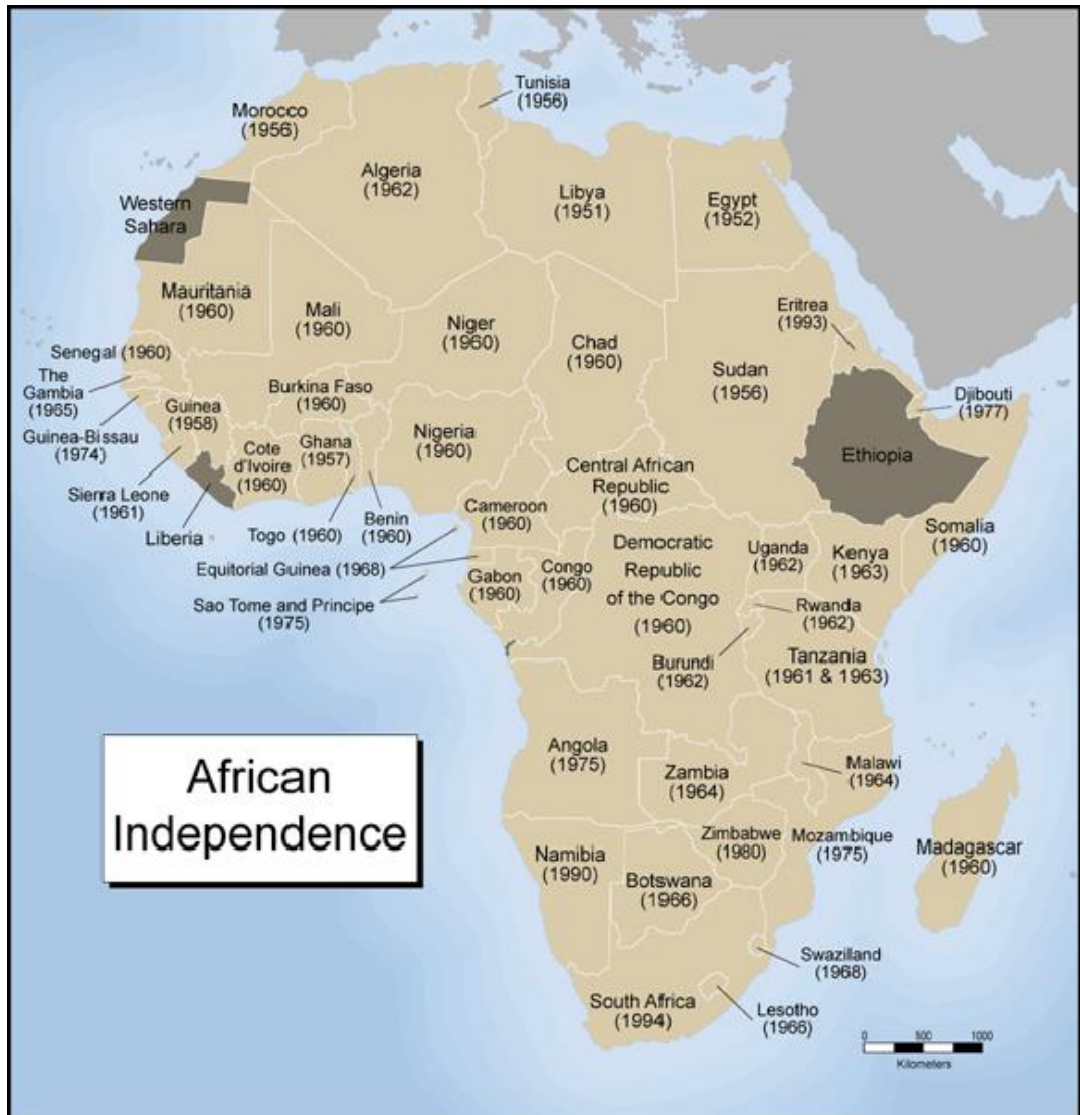 Tunisia
(1956)
Morocco
(1956)
Algeria
(1962)
Libya
(1951)
Egypt
(1952)
Western
Sahara
Mauritania
(1960)
Mali
(1960)
Niger
(1960)
Chad
(1960)
Sudan
(1956)
Eritrea
(1993)
Senegal (1960)
The
Gambia
(1965)
Guinea-Bissau
(1974)
Guinea
(1958)
Burkina Faso
(1960)
Sierra Leone
(1961)
Liberia
Cote
d'Ivoire
(1960)
Ghana
(1957)
Togo (1960)
Benin
(1960)
Nigeria
(1960)
Djibouti
(1977)
Ethiopia
Central African
Republic
(1960)
Cameroon
(1960)
Somalia
(1960)
Equitorial Guinea (1968)
Sao Tome and Principe
(1975)
Gabon
(1960)
Congo
(1960)
Democratic
Republic
of the Congo
(1960)
Uganda
(1962)
Kenya
(1963)
Rwanda
(1962)
Burundi
(1962)
Tanzania
(1961 & 1963)
African
Independence
Angola
(1975)
Zambia
(1964)
Malawi
(1964)
Zimbabwe
(1980)
Mozambique
(1975)
Madagascar
(1960)
Namibia
(1990)
Botswana
(1966)
Swazilland
(1968)
South Africa
(1994)
Lesotho
(1966)
0 500 1000
Kilometers